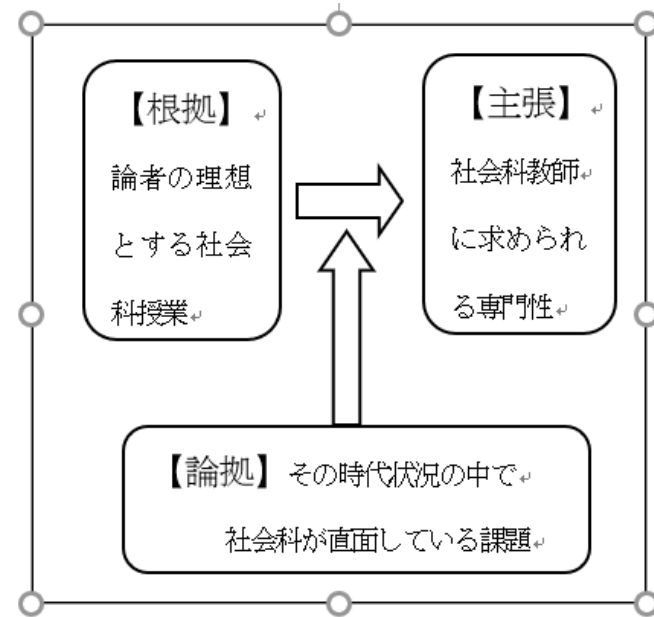 【根拠】
論者の理想
とする社会
科授業
【主張】
社会科教師
に求められ
る専門性
【論拠】その時代状況の中で
社会科が直面している課題